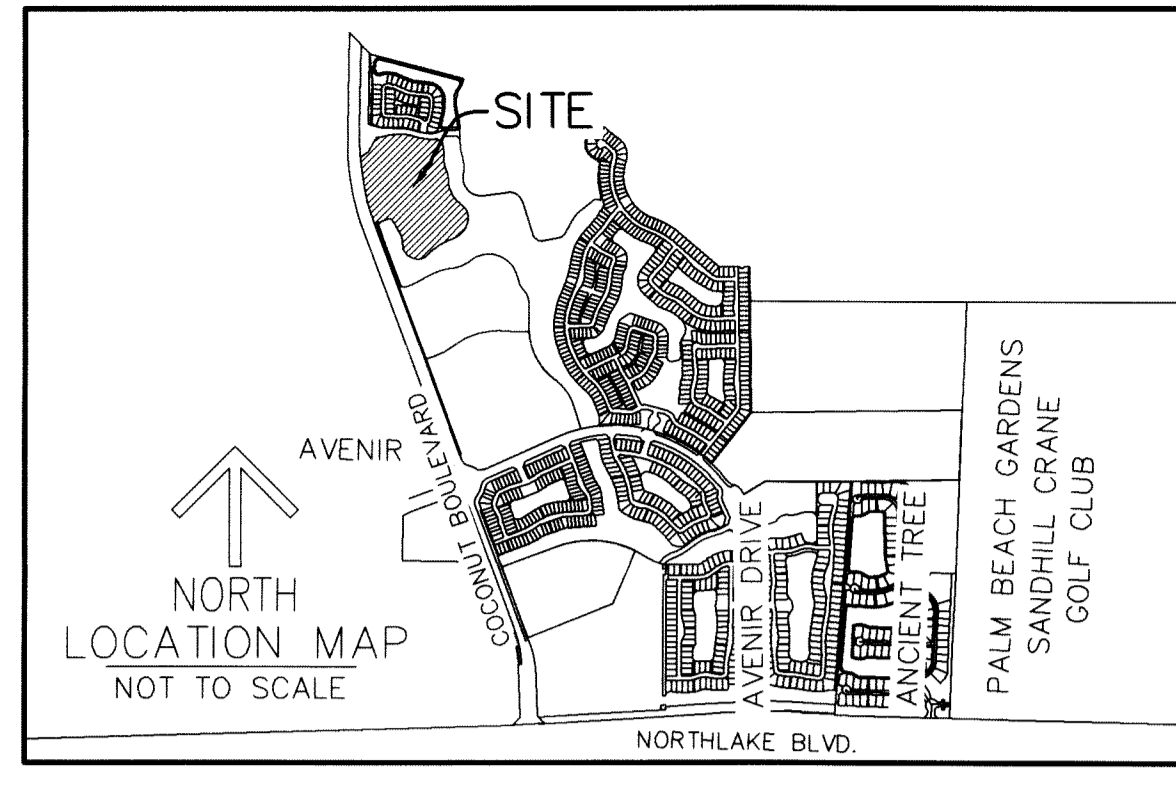 SITE
AVENIR
COCONUT BOULEVARD
NORTH
LOCATION MAP
NOT TO SCALE
AVENIR DRIVE
ANCIENT TREE
PALM BEACH GARDENS
SANDHILL CRANE
GOLF CLUB
NORTHLAKE BLVD.